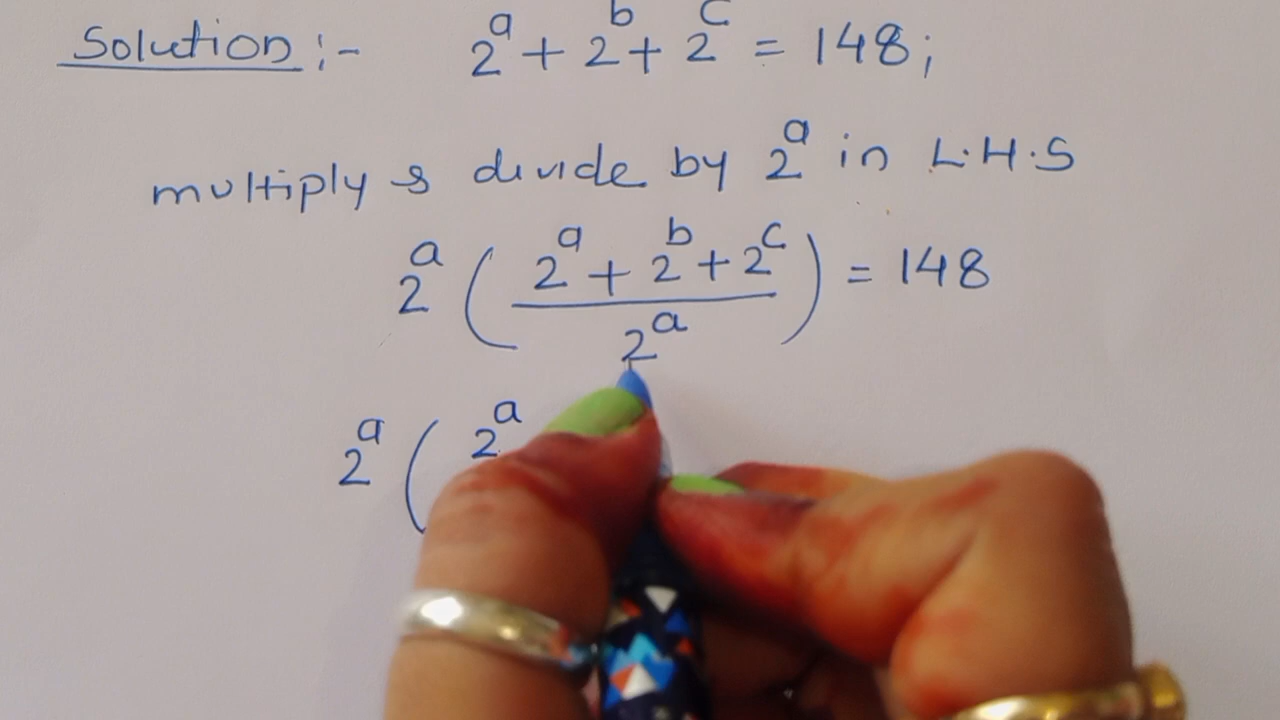 Solution :- 2^a + 2^b + 2^c = 148;
multiply & divide by 2^a in L.H.S
2^a ( (2^a + 2^b + 2^c) / 2^a ) = 148
2^a ( 2^a